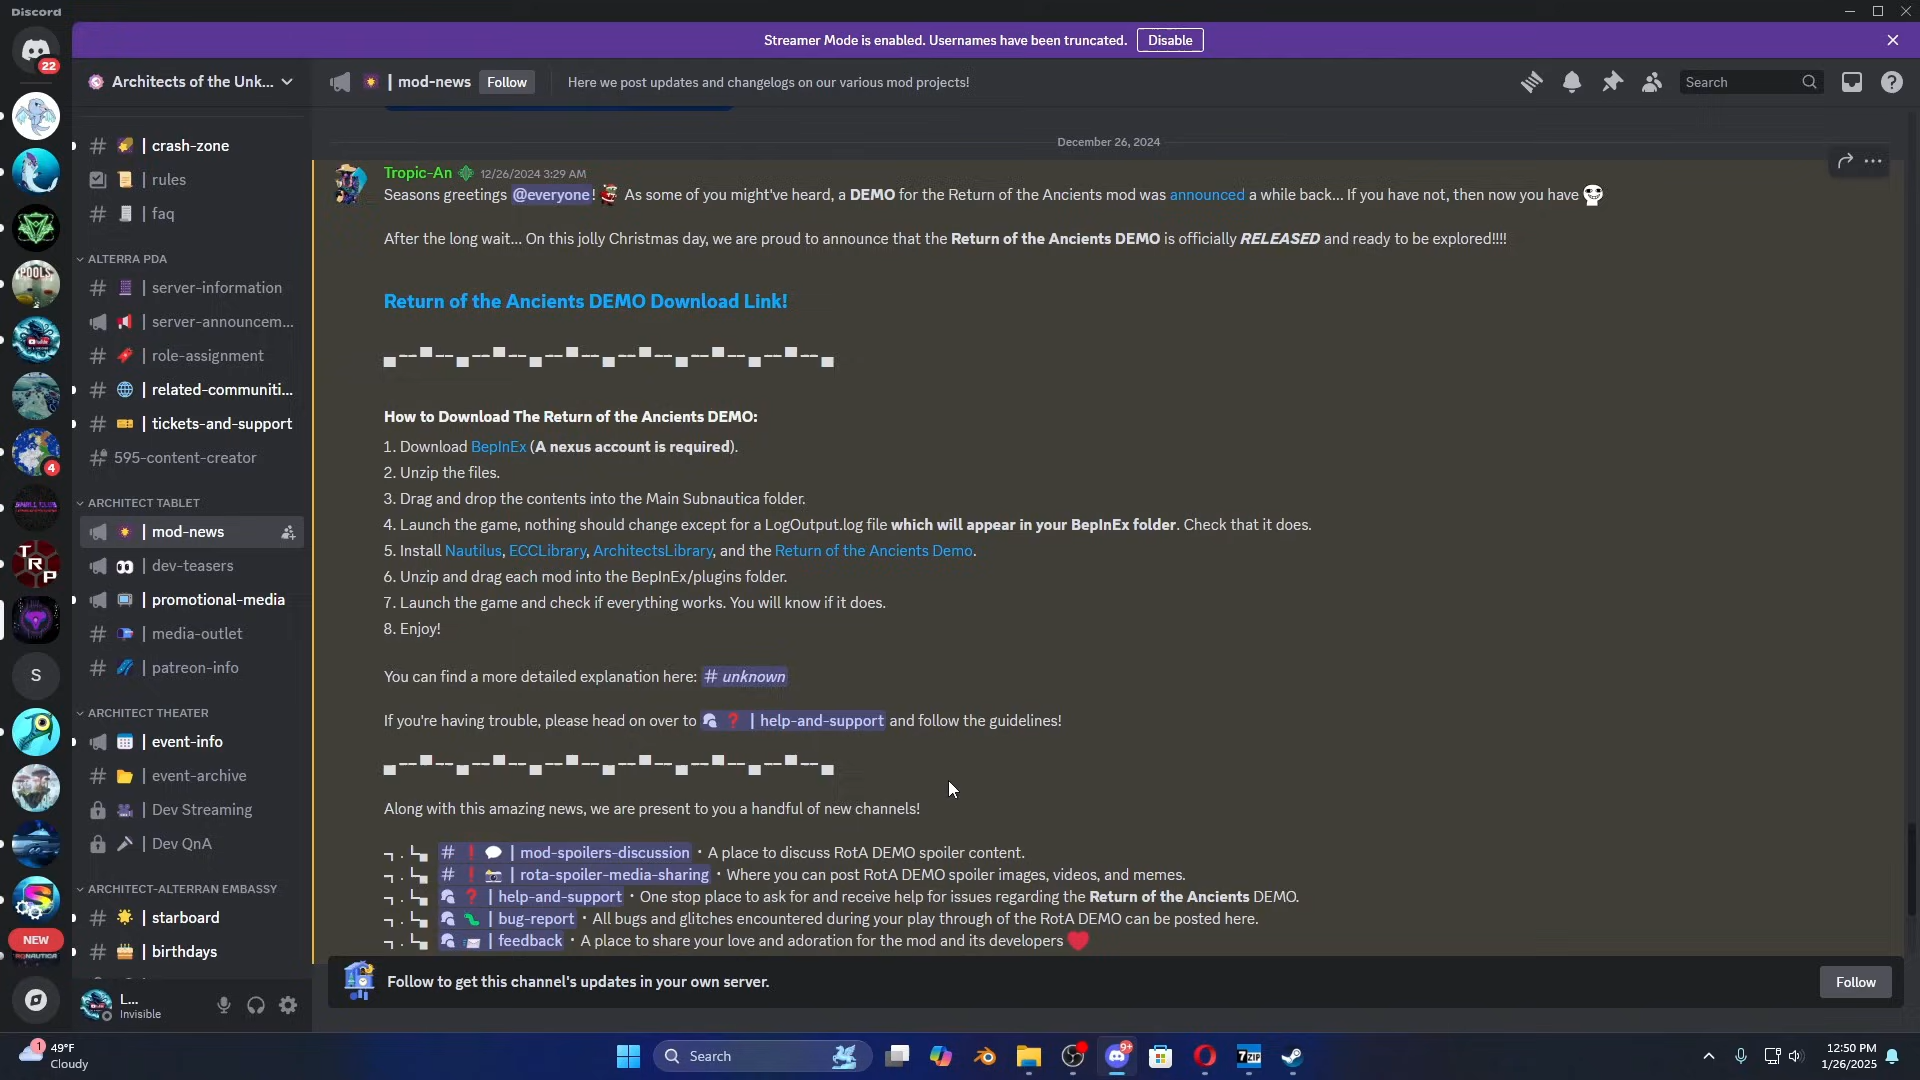 Discord
Streamer Mode is enabled. Usernames have been truncated. Disable
22
Architects of the Unk...
| mod-news Follow Here we post updates and changelogs on our various mod projects!
Search
| crash-zone
| rules
| faq
ALTERRA PDA
| server-information
| server-announcem...
| role-assignment
| related-communiti...
| tickets-and-support
595-content-creator
ARCHITECT TABLET
| mod-news
| dev-teasers
| promotional-media
| media-outlet
| patreon-info
ARCHITECT THEATER
| event-info
| event-archive
| Dev Streaming
| Dev QnA
ARCHITECT-ALTERRAN EMBASSY
| starboard
| birthdays
POOLS
4
TRP
S
NEW
L...
Invisible
December 26, 2024
Tropic-An 12/26/2024 3:29 AM
Seasons greetings @everyone! As some of you might've heard, a DEMO for the Return of the Ancients mod was announced a while back... If you have not, then now you have
After the long wait... On this jolly Christmas day, we are proud to announce that the Return of the Ancients DEMO is officially RELEASED and ready to be explored!!!!
Return of the Ancients DEMO Download Link!
How to Download The Return of the Ancients DEMO:
1. Download BepInEx (A nexus account is required).
2. Unzip the files.
3. Drag and drop the contents into the Main Subnautica folder.
4. Launch the game, nothing should change except for a LogOutput.log file which will appear in your BepInEx folder. Check that it does.
5. Install Nautilus, ECCLibrary, ArchitectsLibrary, and the Return of the Ancients Demo.
6. Unzip and drag each mod into the BepInEx/plugins folder.
7. Launch the game and check if everything works. You will know if it does.
8. Enjoy!
You can find a more detailed explanation here: # unknown
If you're having trouble, please head on over to | help-and-support and follow the guidelines!
Along with this amazing news, we are present to you a handful of new channels!
# | mod-spoilers-discussion · A place to discuss RotA DEMO spoiler content.
# | rota-spoiler-media-sharing · Where you can post RotA DEMO spoiler images, videos, and memes.
| help-and-support · One stop place to ask for and receive help for issues regarding the Return of the Ancients DEMO.
| bug-report · All bugs and glitches encountered during your play through of the RotA DEMO can be posted here.
| feedback · A place to share your love and adoration for the mod and its developers
Follow to get this channel's updates in your own server. Follow
1
49°F
Cloudy
Search
9+
7ZIP
12:50 PM
1/26/2025